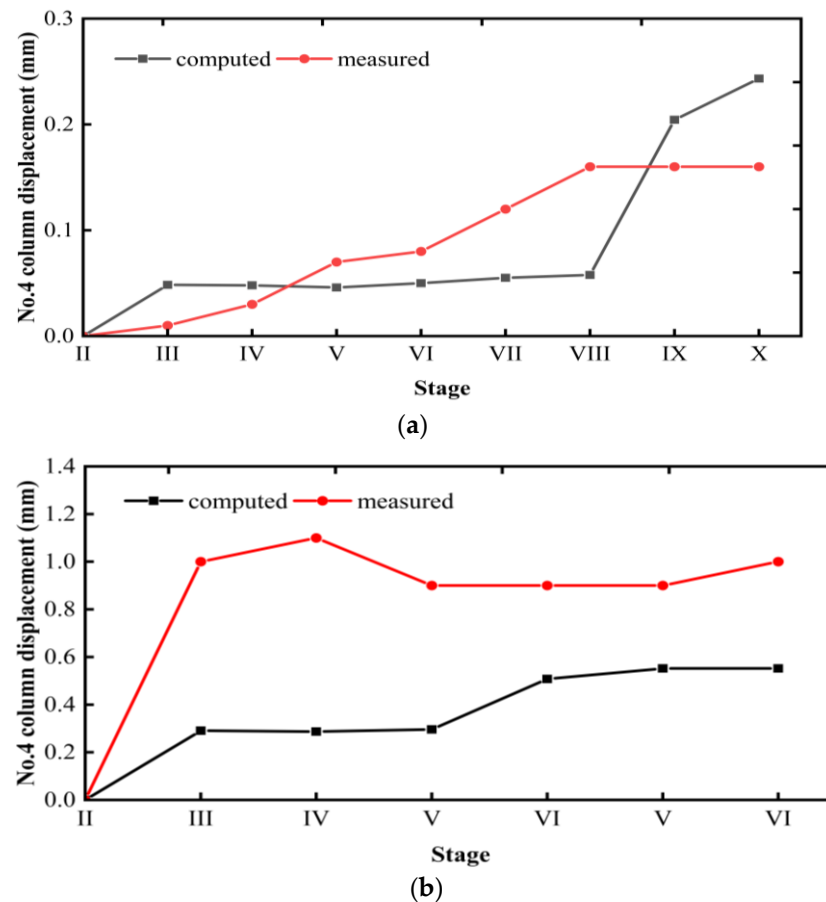 No.4 column displacement (mm)
0.3
0.2
0.1
0.0
computed measured
II III IV V VI VII VIII IX X
Stage
(a)
No.4 column displacement (mm)
1.4
1.2
1.0
0.8
0.6
0.4
0.2
0.0
computed measured
II III IV V VI V VI
Stage
(b)